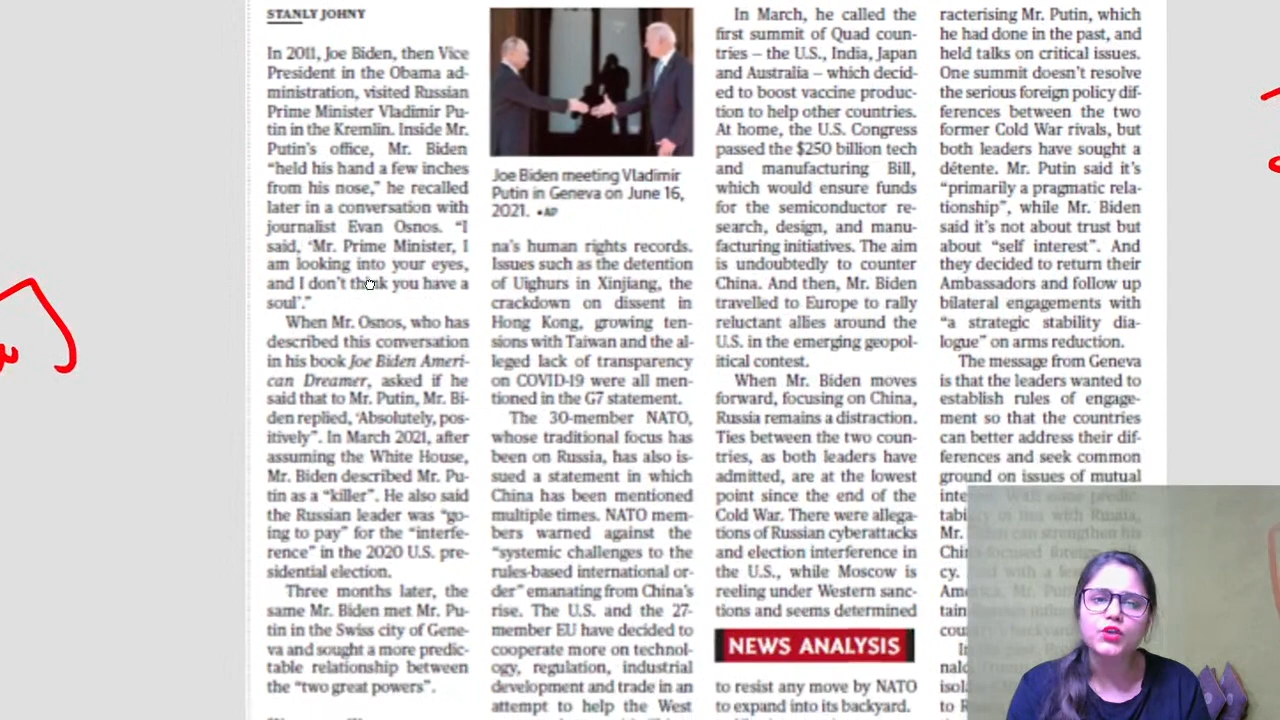 STANLY JOHNY
In 2011, Joe Biden, then Vice
President in the Obama ad-
ministration, visited Russian
Prime Minister Vladimir Pu-
tin in the Kremlin. Inside Mr.
Putin's office, Mr. Biden
"held his hand a few inches
from his nose," he recalled
later in a conversation with
journalist Evan Osnos. "I
said, 'Mr. Prime Minister, I
am looking into your eyes,
and I don't think you have a
soul'."
When Mr. Osnos, who has
described this conversation
in his book Joe Biden Ameri-
can Dreamer, asked if he
said that to Mr. Putin, Mr. Bi-
den replied, 'Absolutely, pos-
itively". In March 2021, after
assuming the White House,
Mr. Biden described Mr. Pu-
tin as a "killer". He also said
the Russian leader was "go-
ing to pay" for the "interfe-
rence" in the 2020 U.S. pre-
sidential election.
Three months later, the
same Mr. Biden met Mr. Pu-
tin in the Swiss city of Gene-
va and sought a more predic-
table relationship between
the "two great powers".
Joe Biden meeting Vladimir
Putin in Geneva on June 16,
2021. •AP
na's human rights records.
Issues such as the detention
of Uighurs in Xinjiang, the
crackdown on dissent in
Hong Kong, growing ten-
sions with Taiwan and the al-
leged lack of transparency
on COVID-19 were all men-
tioned in the G7 statement.
The 30-member NATO,
whose traditional focus has
been on Russia, has also is-
sued a statement in which
China has been mentioned
multiple times. NATO mem-
bers warned against the
"systemic challenges to the
rules-based international or-
der" emanating from China's
rise. The U.S. and the 27-
member EU have decided to
cooperate more on technol-
ogy, regulation, industrial
development and trade in an
attempt to help the West
In March, he called the
first summit of Quad coun-
tries – the U.S., India, Japan
and Australia – which decid-
ed to boost vaccine produc-
tion to help other countries.
At home, the U.S. Congress
passed the $250 billion tech
and manufacturing Bill,
which would ensure funds
for the semiconductor re-
search, design, and manu-
facturing initiatives. The aim
is undoubtedly to counter
China. And then, Mr. Biden
travelled to Europe to rally
reluctant allies around the
U.S. in the emerging geopol-
itical contest.
When Mr. Biden moves
forward, focusing on China,
Russia remains a distraction.
Ties between the two coun-
tries, as both leaders have
admitted, are at the lowest
point since the end of the
Cold War. There were allega-
tions of Russian cyberattacks
and election interference in
the U.S., while Moscow is
reeling under Western sanc-
tions and seems determined
NEWS ANALYSIS
to resist any move by NATO
to expand into its backyard.
racterising Mr. Putin, which
he had done in the past, and
held talks on critical issues.
One summit doesn't resolve
the serious foreign policy dif-
ferences between the two
former Cold War rivals, but
both leaders have sought a
détente. Mr. Putin said it's
"primarily a pragmatic rela-
tionship", while Mr. Biden
said it's not about trust but
about "self interest". And
they decided to return their
Ambassadors and follow up
bilateral engagements with
"a strategic stability dia-
logue" on arms reduction.
The message from Geneva
is that the leaders wanted to
establish rules of engage-
ment so that the countries
can better address their dif-
ferences and seek common
ground on issues of mutual